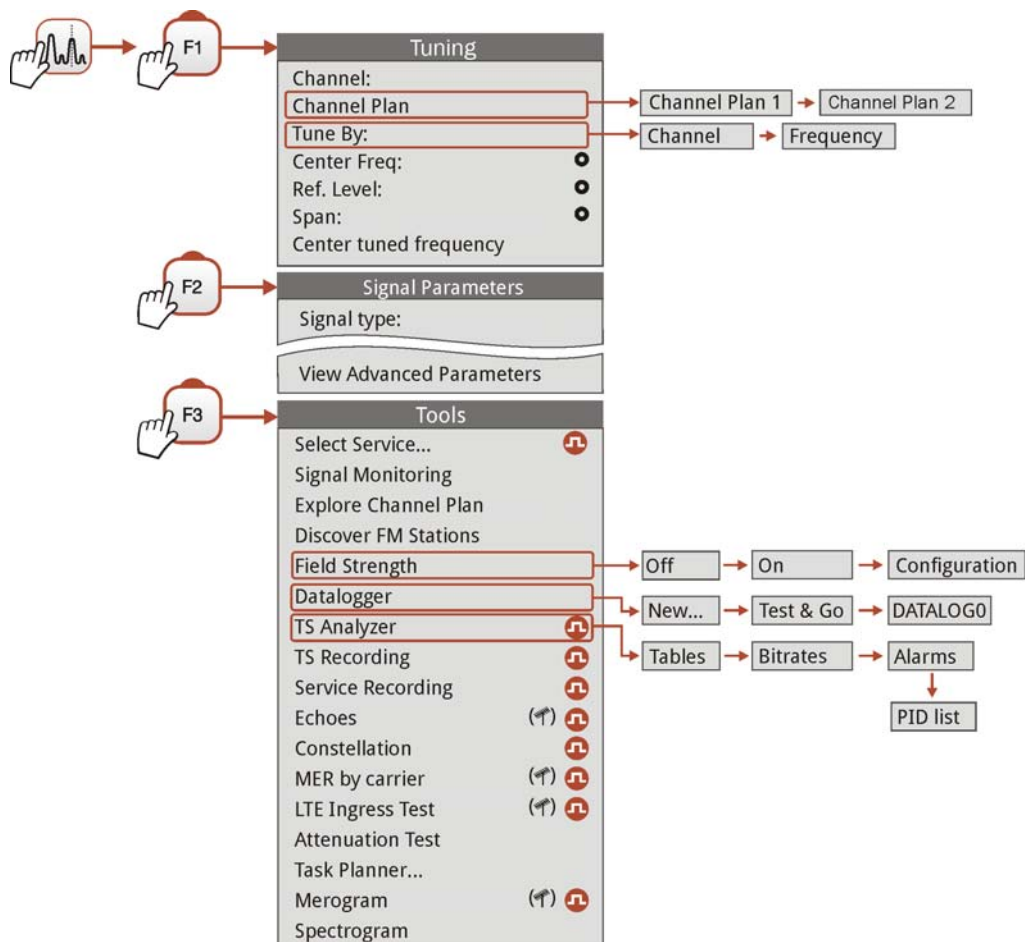 F1
Tuning
Channel:
Channel Plan
Channel Plan 1
Channel Plan 2
Tune By:
Channel
Frequency
Center Freq:
Ref. Level:
Span:
Center tuned frequency
F2
Signal Parameters
Signal type:
View Advanced Parameters
F3
Tools
Select Service...
Signal Monitoring
Explore Channel Plan
Discover FM Stations
Field Strength
Off
On
Configuration
Datalogger
New...
Test & Go
DATALOG0
TS Analyzer
Tables
Bitrates
Alarms
PID list
TS Recording
Service Recording
Echoes
Constellation
MER by carrier
LTE Ingress Test
Attenuation Test
Task Planner...
Merogram
Spectrogram